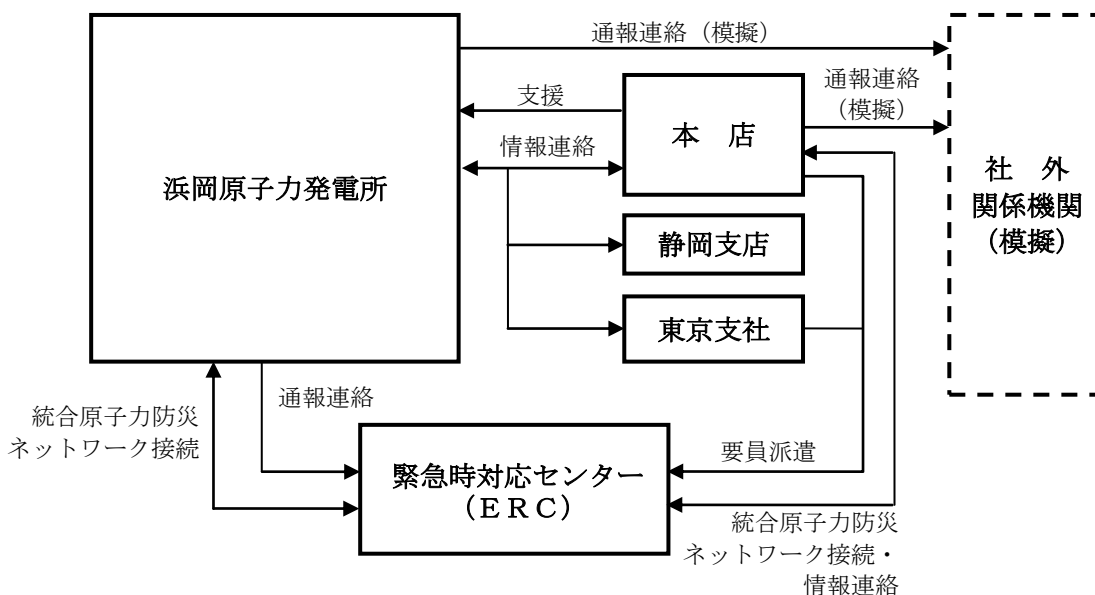 通報連絡（模擬）
支援
本　店
通報連絡
（模擬）
情報連絡
浜岡原子力発電所
社　外
関係機関
（模擬）
静岡支店
東京支社
通報連絡
統合原子力防災
ネットワーク接続
緊急時対応センター
（ＥＲＣ）
要員派遣
統合原子力防災
ネットワーク接続・
情報連絡